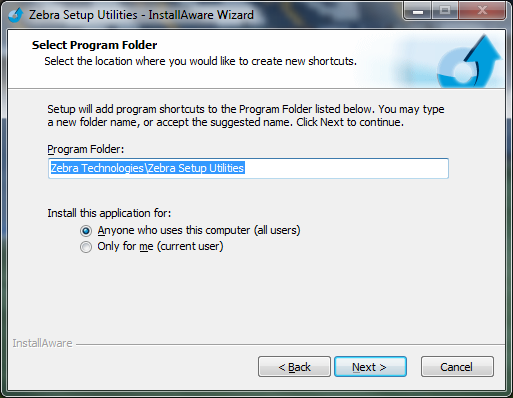 Zebra Setup Utilities - InstallAware Wizard
Select Program Folder
Select the location where you would like to create new shortcuts.
Setup will add program shortcuts to the Program Folder listed below. You may type
a new folder name, or accept the suggested name. Click Next to continue.
Program Folder:
Zebra Technologies\Zebra Setup Utilities
Install this application for:
Anyone who uses this computer (all users)
Only for me (current user)
InstallAware
< Back
Next >
Cancel